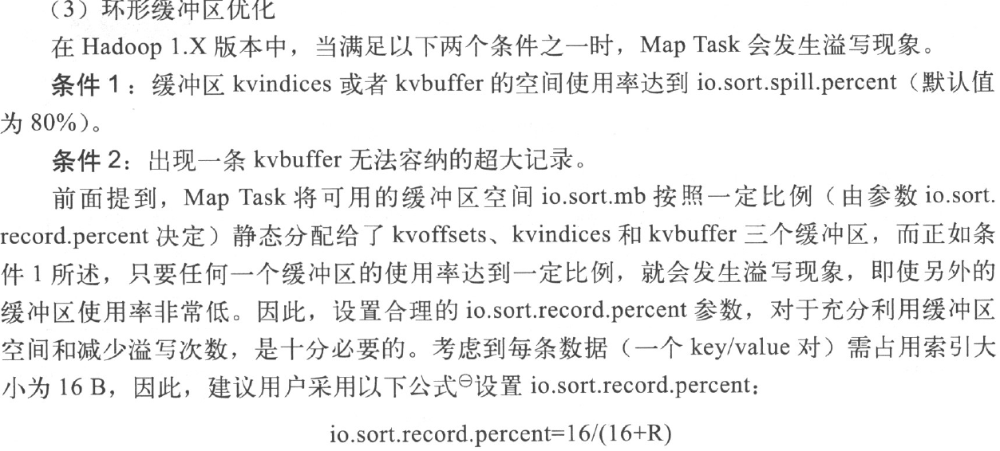 （3）环形缓冲区优化
在 Hadoop 1.X 版本中，当满足以下两个条件之一时，Map Task 会发生溢写现象。
条件 1：缓冲区 kvindices 或者 kvbuffer 的空间使用率达到 io.sort.spill.percent（默认值
为 80%）。
条件 2：出现一条 kvbuffer 无法容纳的超大记录。
前面提到，Map Task 将可用的缓冲区空间 io.sort.mb 按照一定比例（由参数 io.sort.
record.percent 决定）静态分配给了 kvoffsets、kvindices 和 kvbuffer 三个缓冲区，而正如条
件 1 所述，只要任何一个缓冲区的使用率达到一定比例，就会发生溢写现象，即使另外的
缓冲区使用率非常低。因此，设置合理的 io.sort.record.percent 参数，对于充分利用缓冲区
空间和减少溢写次数，是十分必要的。考虑到每条数据（一个 key/value 对）需占用索引大
小为 16 B，因此，建议用户采用以下公式㊀设置 io.sort.record.percent：
io.sort.record.percent=16/(16+R)